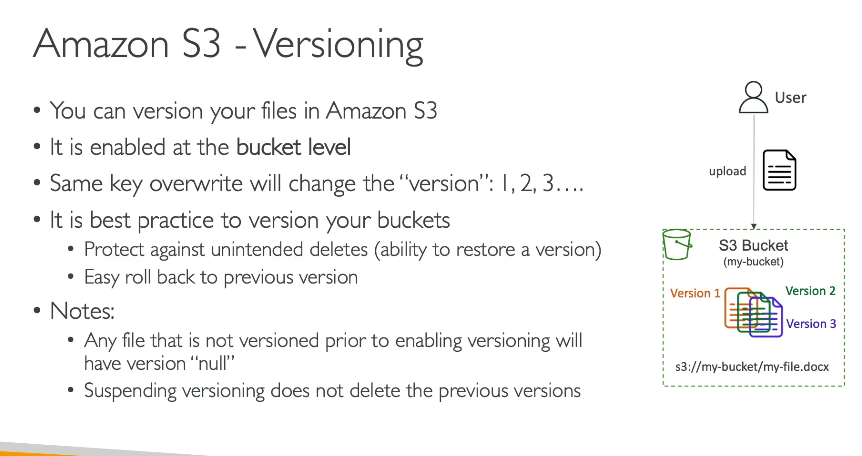 Amazon S3 - Versioning
• You can version your files in Amazon S3
• It is enabled at the bucket level
• Same key overwrite will change the “version”: 1, 2, 3….
• It is best practice to version your buckets
• Protect against unintended deletes (ability to restore a version)
• Easy roll back to previous version
• Notes:
• Any file that is not versioned prior to enabling versioning will
have version “null”
• Suspending versioning does not delete the previous versions
User
upload
S3 Bucket
(my-bucket)
Version 1
Version 2
Version 3
s3://my-bucket/my-file.docx